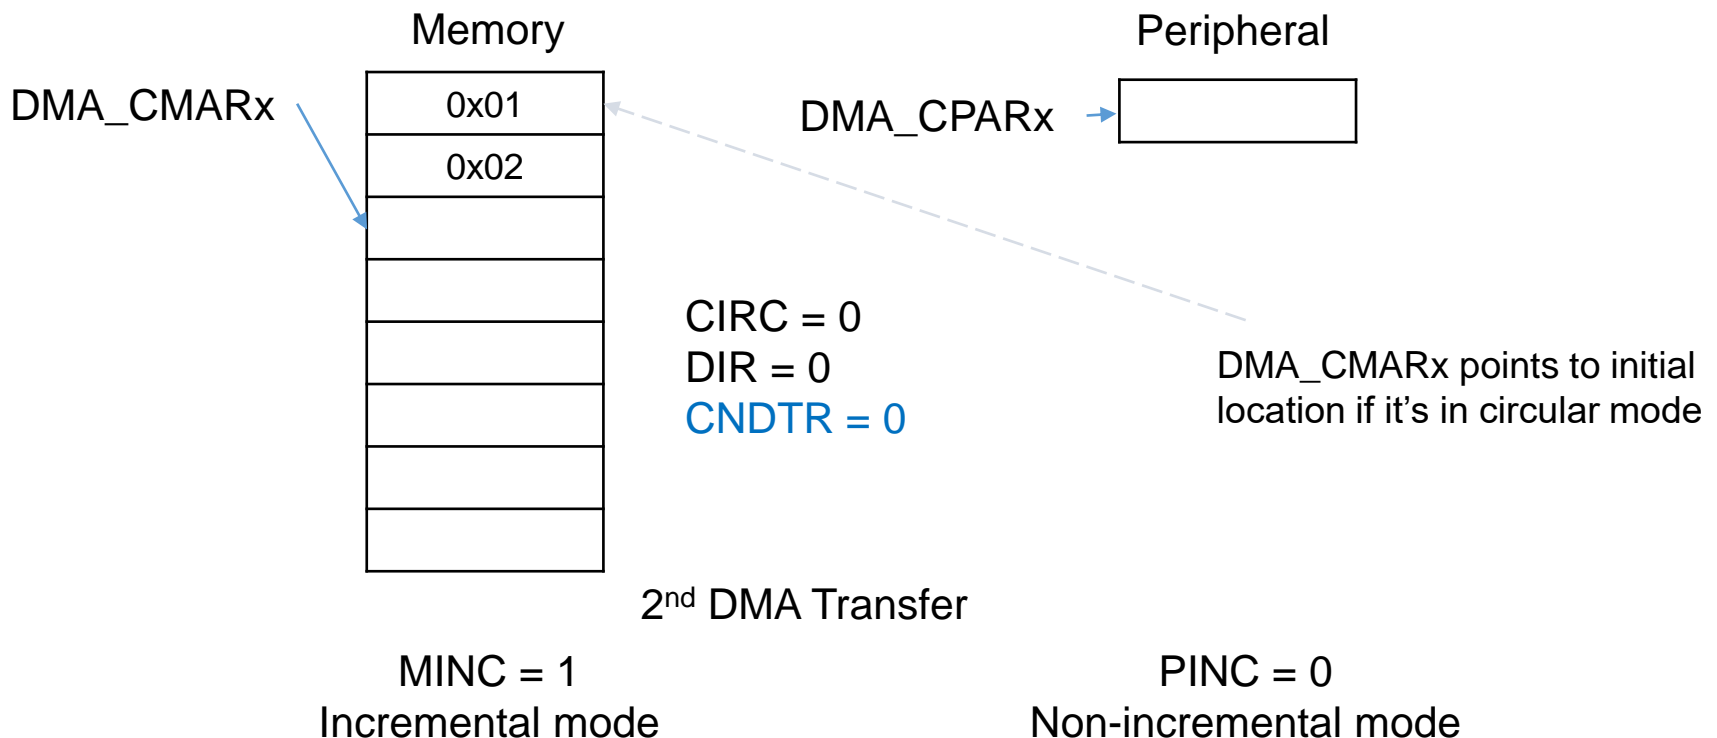 Memory
Peripheral
DMA_CMARx
0x01
DMA_CPARx
0x02
CIRC = 0
DIR = 0
CNDTR = 0
DMA_CMARx points to initial
location if it's in circular mode
2nd DMA Transfer
MINC = 1
PINC = 0
Incremental mode
Non-incremental mode